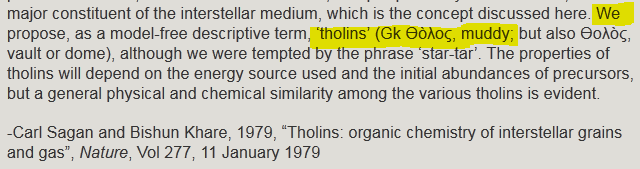 major constituent of the interstellar medium, which is the concept discussed here. We
propose, as a model-free descriptive term, ‘tholins’ (Gk Θὸλος, muddy; but also Θολὸς,
vault or dome), although we were tempted by the phrase ‘star-tar’. The properties of
tholins will depend on the energy source used and the initial abundances of precursors,
but a general physical and chemical similarity among the various tholins is evident.
-Carl Sagan and Bishun Khare, 1979, “Tholins: organic chemistry of interstellar grains
and gas”, Nature, Vol 277, 11 January 1979